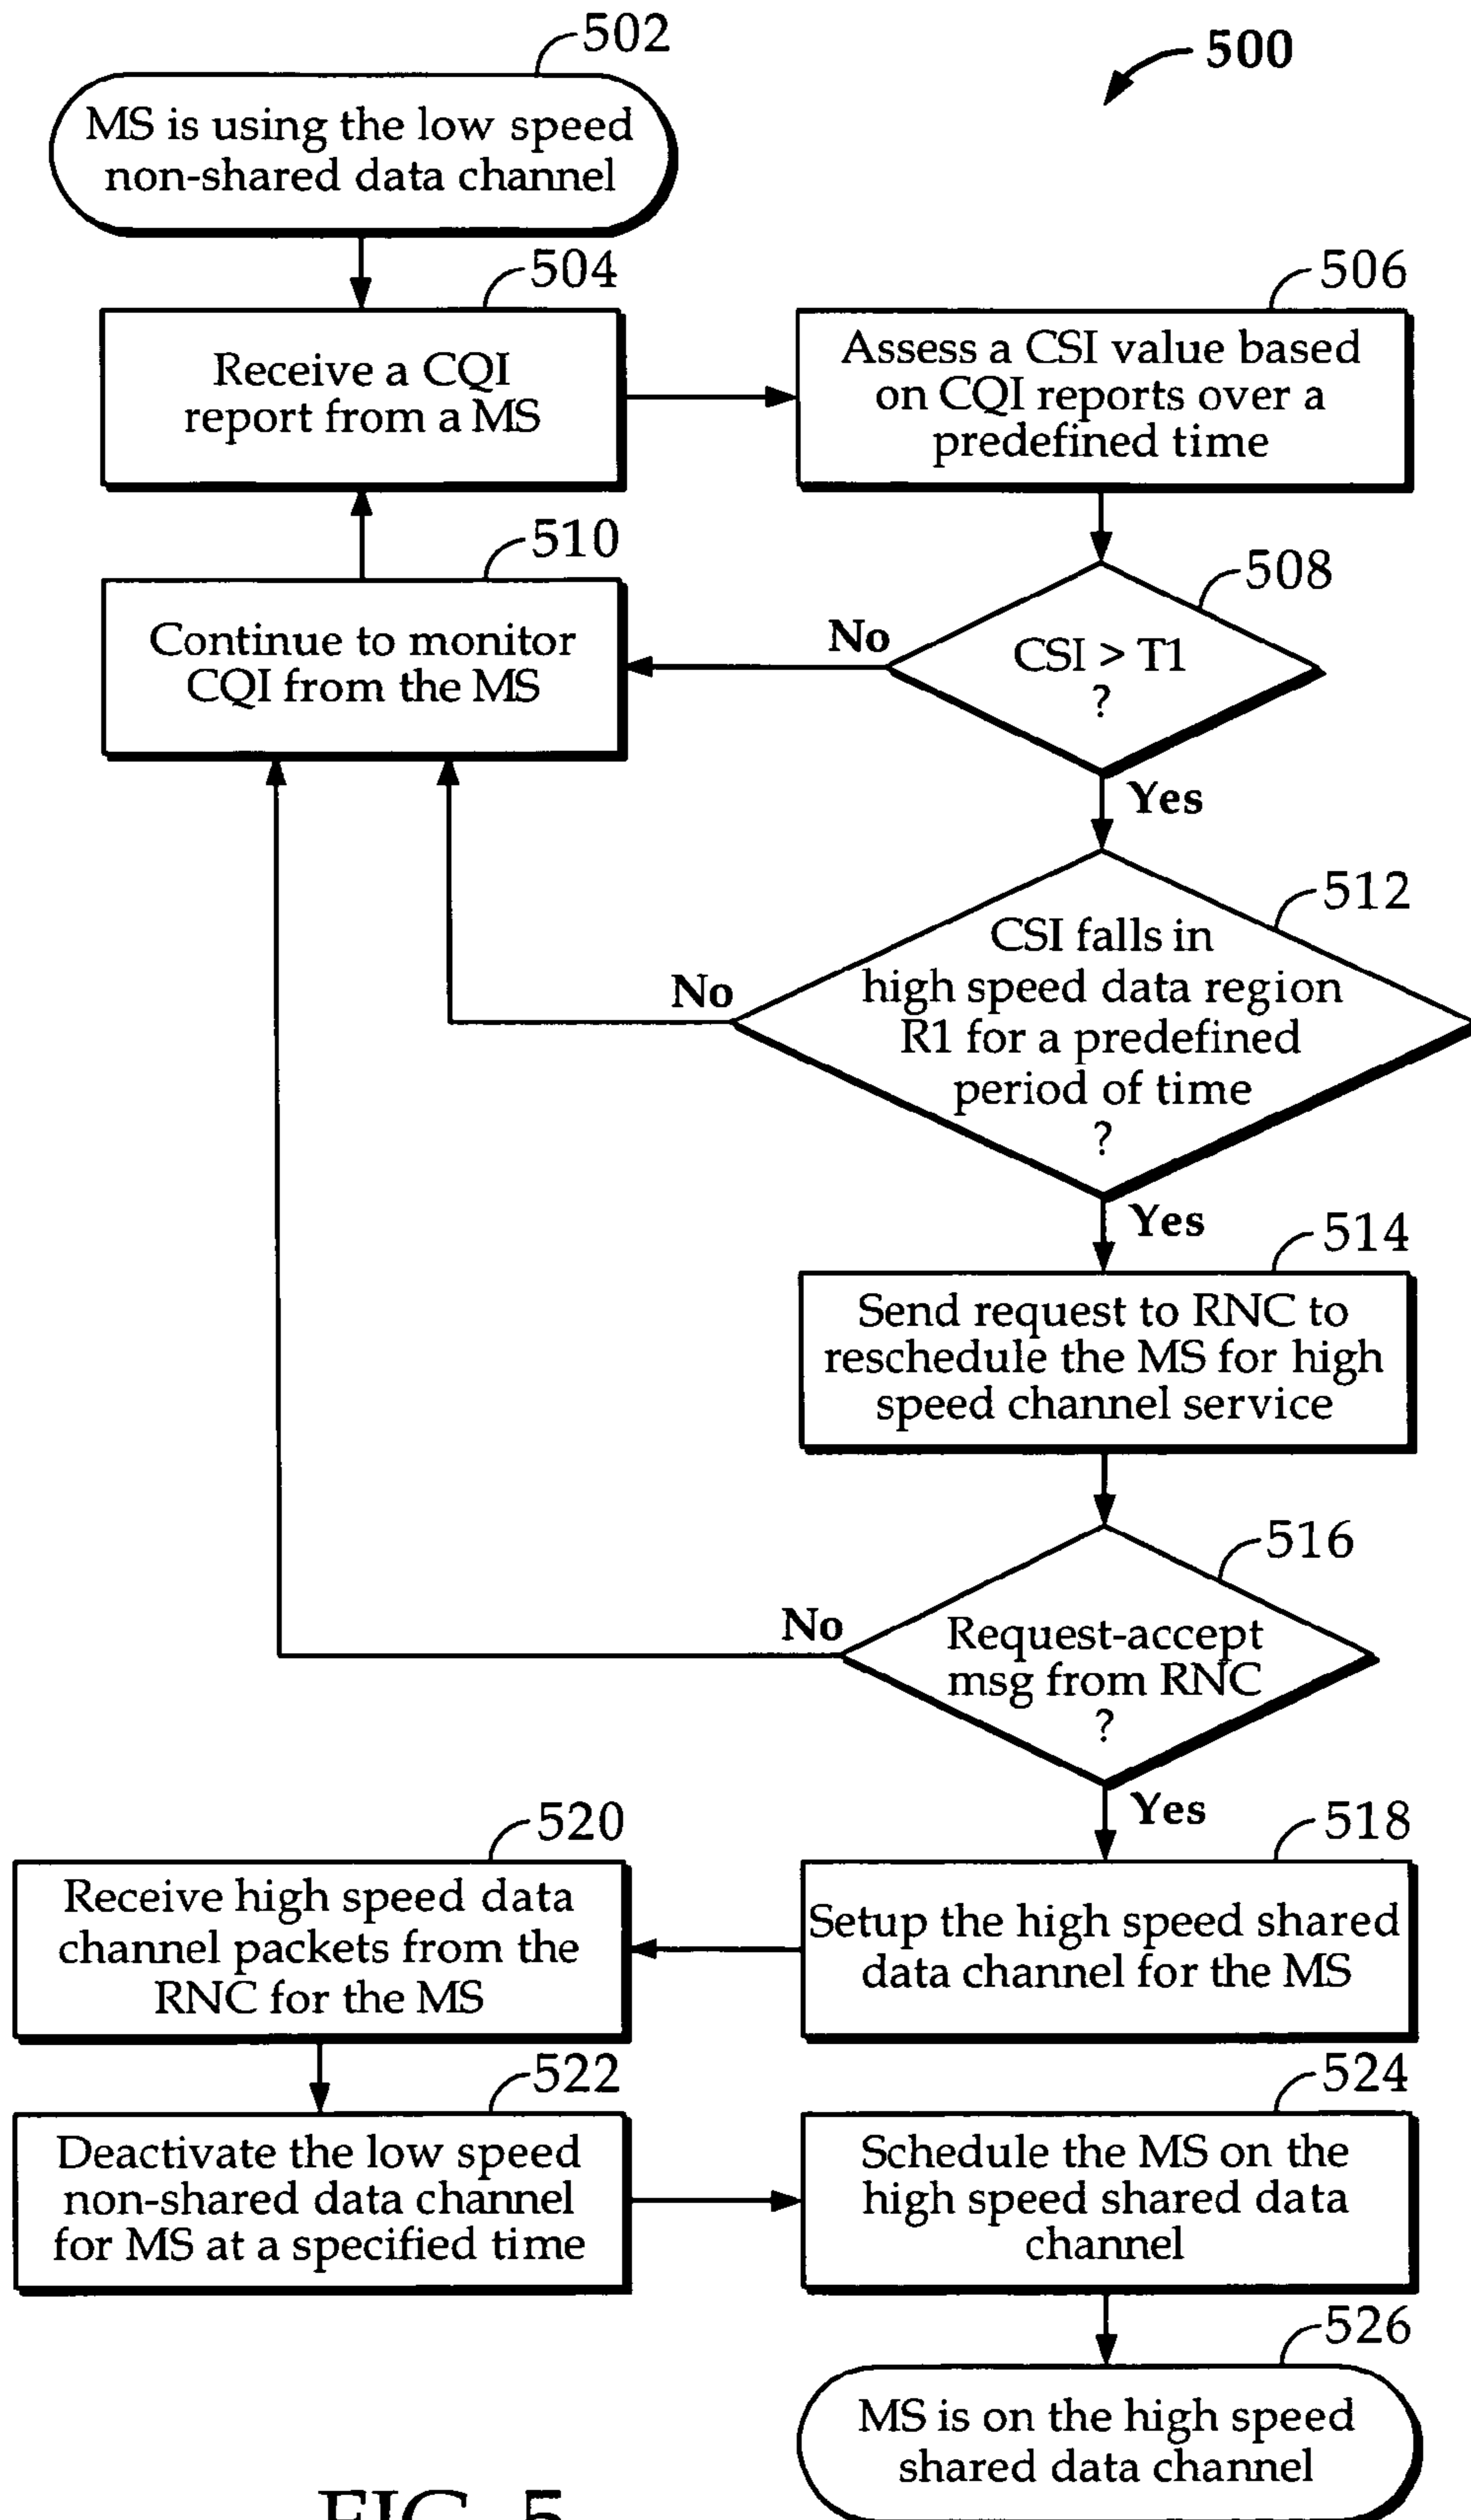 502
500
MS is using the low speed
non-shared data channel
504
506
Receive a CQI
report from a MS
Assess a CSI value based
on CQI reports over a
predefined time
510
508
Continue to monitor
CQI from the MS
No
CSI > T1
?
Yes
512
No
CSI falls in
high speed data region
R1 for a predefined
period of time
?
Yes
514
Send request to RNC to
reschedule the MS for high
speed channel service
516
No
Request-accept
msg from RNC
?
Yes
520
518
Receive high speed data
channel packets from the
RNC for the MS
Setup the high speed shared
data channel for the MS
522
524
Deactivate the low speed
non-shared data channel
for MS at a specified time
Schedule the MS on the
high speed shared data
channel
526
MS is on the high speed
shared data channel
FIG. 5